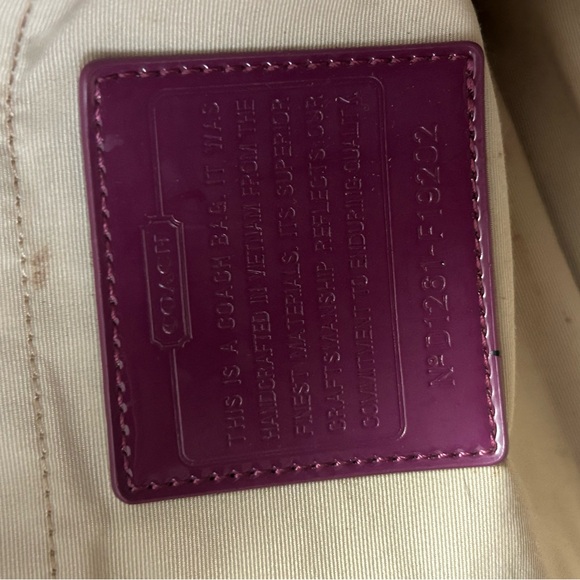 COACH
THIS IS A COACH BAG. IT WAS
HANDCRAFTED IN VIETNAM FROM THE
FINEST MATERIALS. ITS SUPERIOR
CRAFTSMANSHIP REFLECTS OUR
COMMITMENT TO ENDURING QUALITY.
Nº D1281-F19202